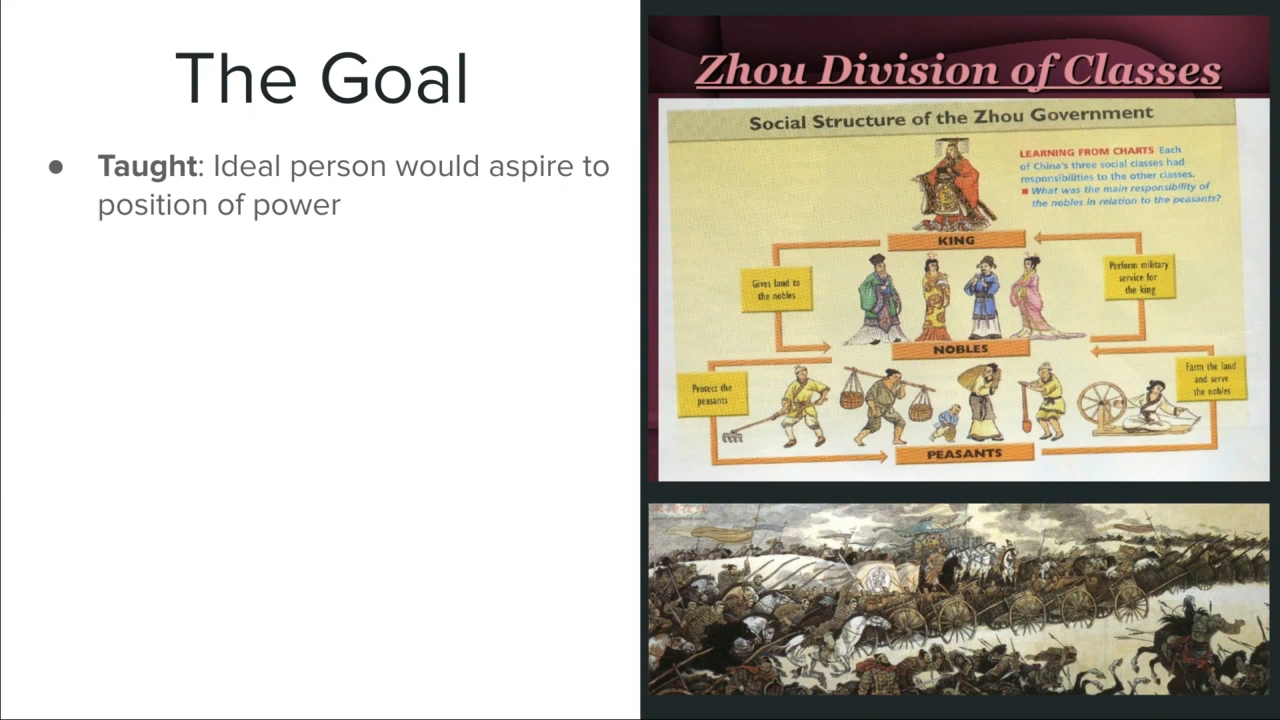 The Goal
● Taught: Ideal person would aspire to
position of power
Zhou Division of Classes
Social Structure of the Zhou Government
LEARNING FROM CHARTS Each
of China's three social classes had
responsibilities to the other classes.
■ What was the main responsibility of
the nobles in relation to the peasants?
KING
Gives land to
the nobles
Perform military
service for
the king
NOBLES
Protect the
peasants
Farm the land
and serve
the nobles
PEASANTS